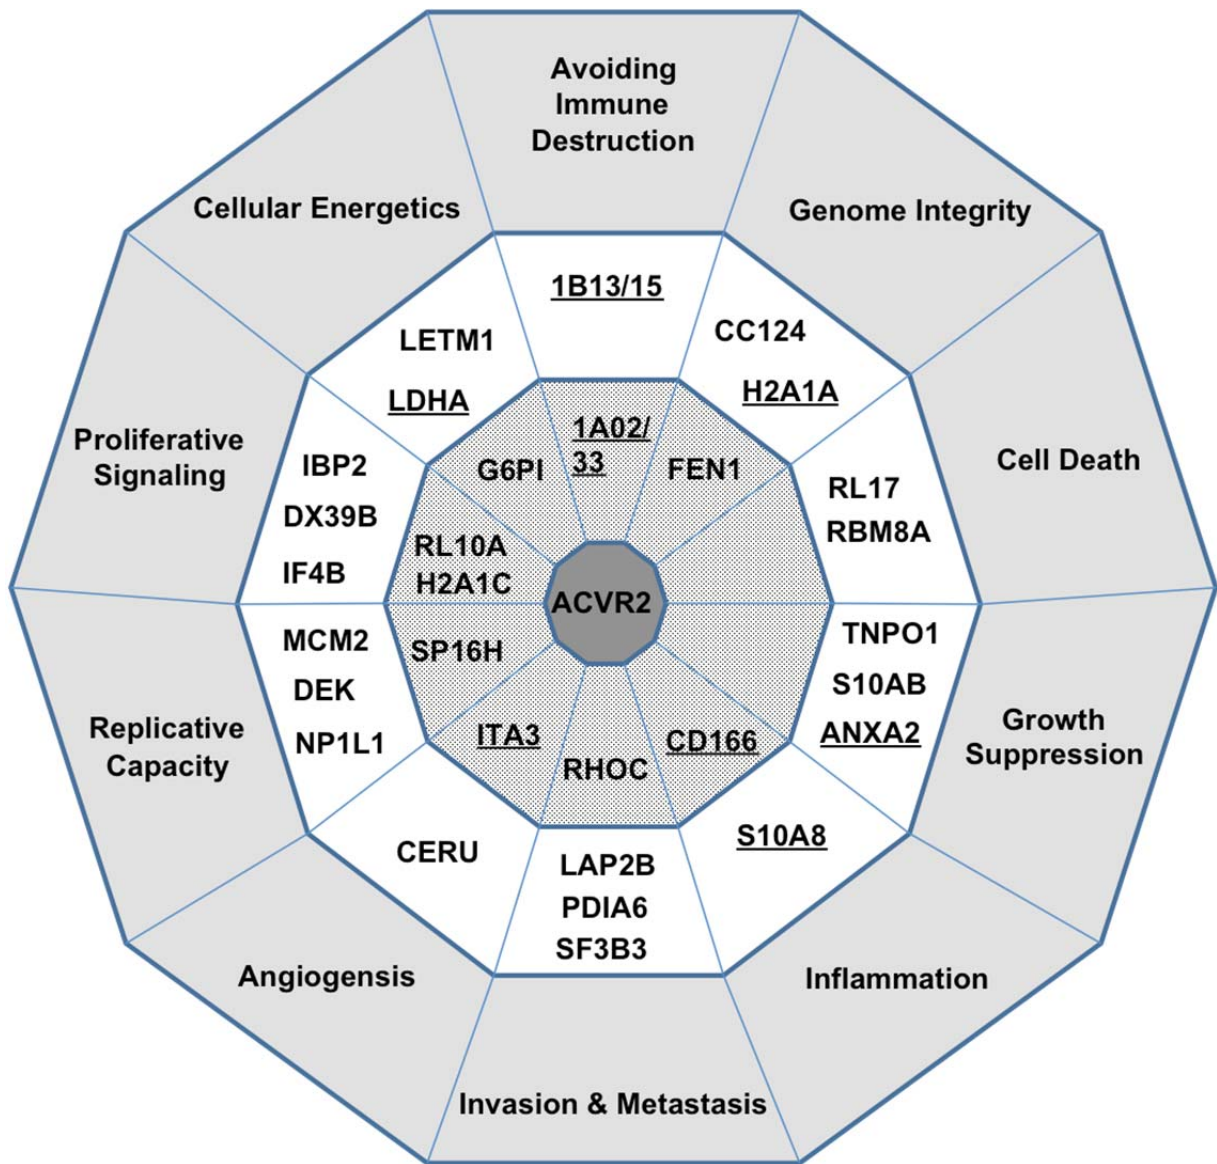 Avoiding
Immune
Destruction
Cellular Energetics
Genome Integrity
1B13/15
LETM1
CC124
LDHA
H2A1A
Proliferative
Signaling
Cell Death
1A02/
33
G6PI
FEN1
IBP2
DX39B
IF4B
RL17
RBM8A
RL10A
H2A1C
ACVR2
MCM2
DEK
NP1L1
SP16H
TNPO1
S10AB
ANXA2
Replicative
Capacity
Growth
Suppression
ITA3
RHOC
CD166
CERU
LAP2B
PDIA6
SF3B3
S10A8
Angiogensis
Inflammation
Invasion & Metastasis